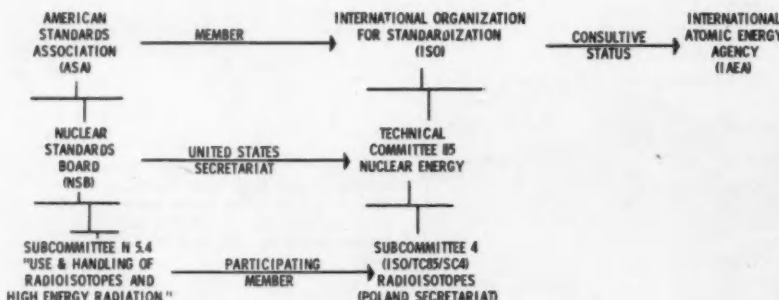 AMERICAN
STANDARDS
ASSOCIATION
(ASA)
MEMBER
INTERNATIONAL ORGANIZATION
FOR STANDARDIZATION
(ISO)
CONSULTIVE
STATUS
INTERNATIONAL
ATOMIC ENERGY
AGENCY
(IAEA)
NUCLEAR
STANDARDS
BOARD
(NSB)
UNITED STATES
SECRETARIAT
TECHNICAL
COMMITTEE 85
NUCLEAR ENERGY
SUBCOMMITTEE N 5.4
"USE & HANDLING OF
RADIOISOTOPES AND
HIGH ENERGY RADIATION."
PARTICIPATING
MEMBER
SUBCOMMITTEE 4
(ISO/TC85/SC4)
RADIOISOTOPES
(POLAND SECRETARIAT)